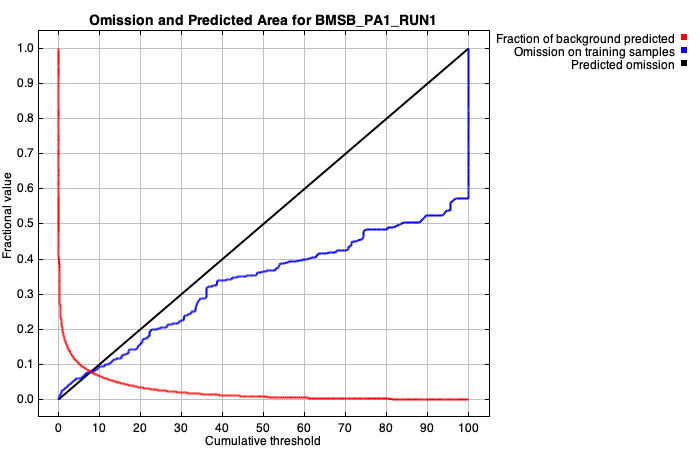 Omission and Predicted Area for BMSB_PA1_RUN1
Fraction of background predicted
Omission on training samples
Predicted omission
Fractional value
1.0
0.9
0.8
0.7
0.6
0.5
0.4
0.3
0.2
0.1
0.0
0 10 20 30 40 50 60 70 80 90 100
Cumulative threshold